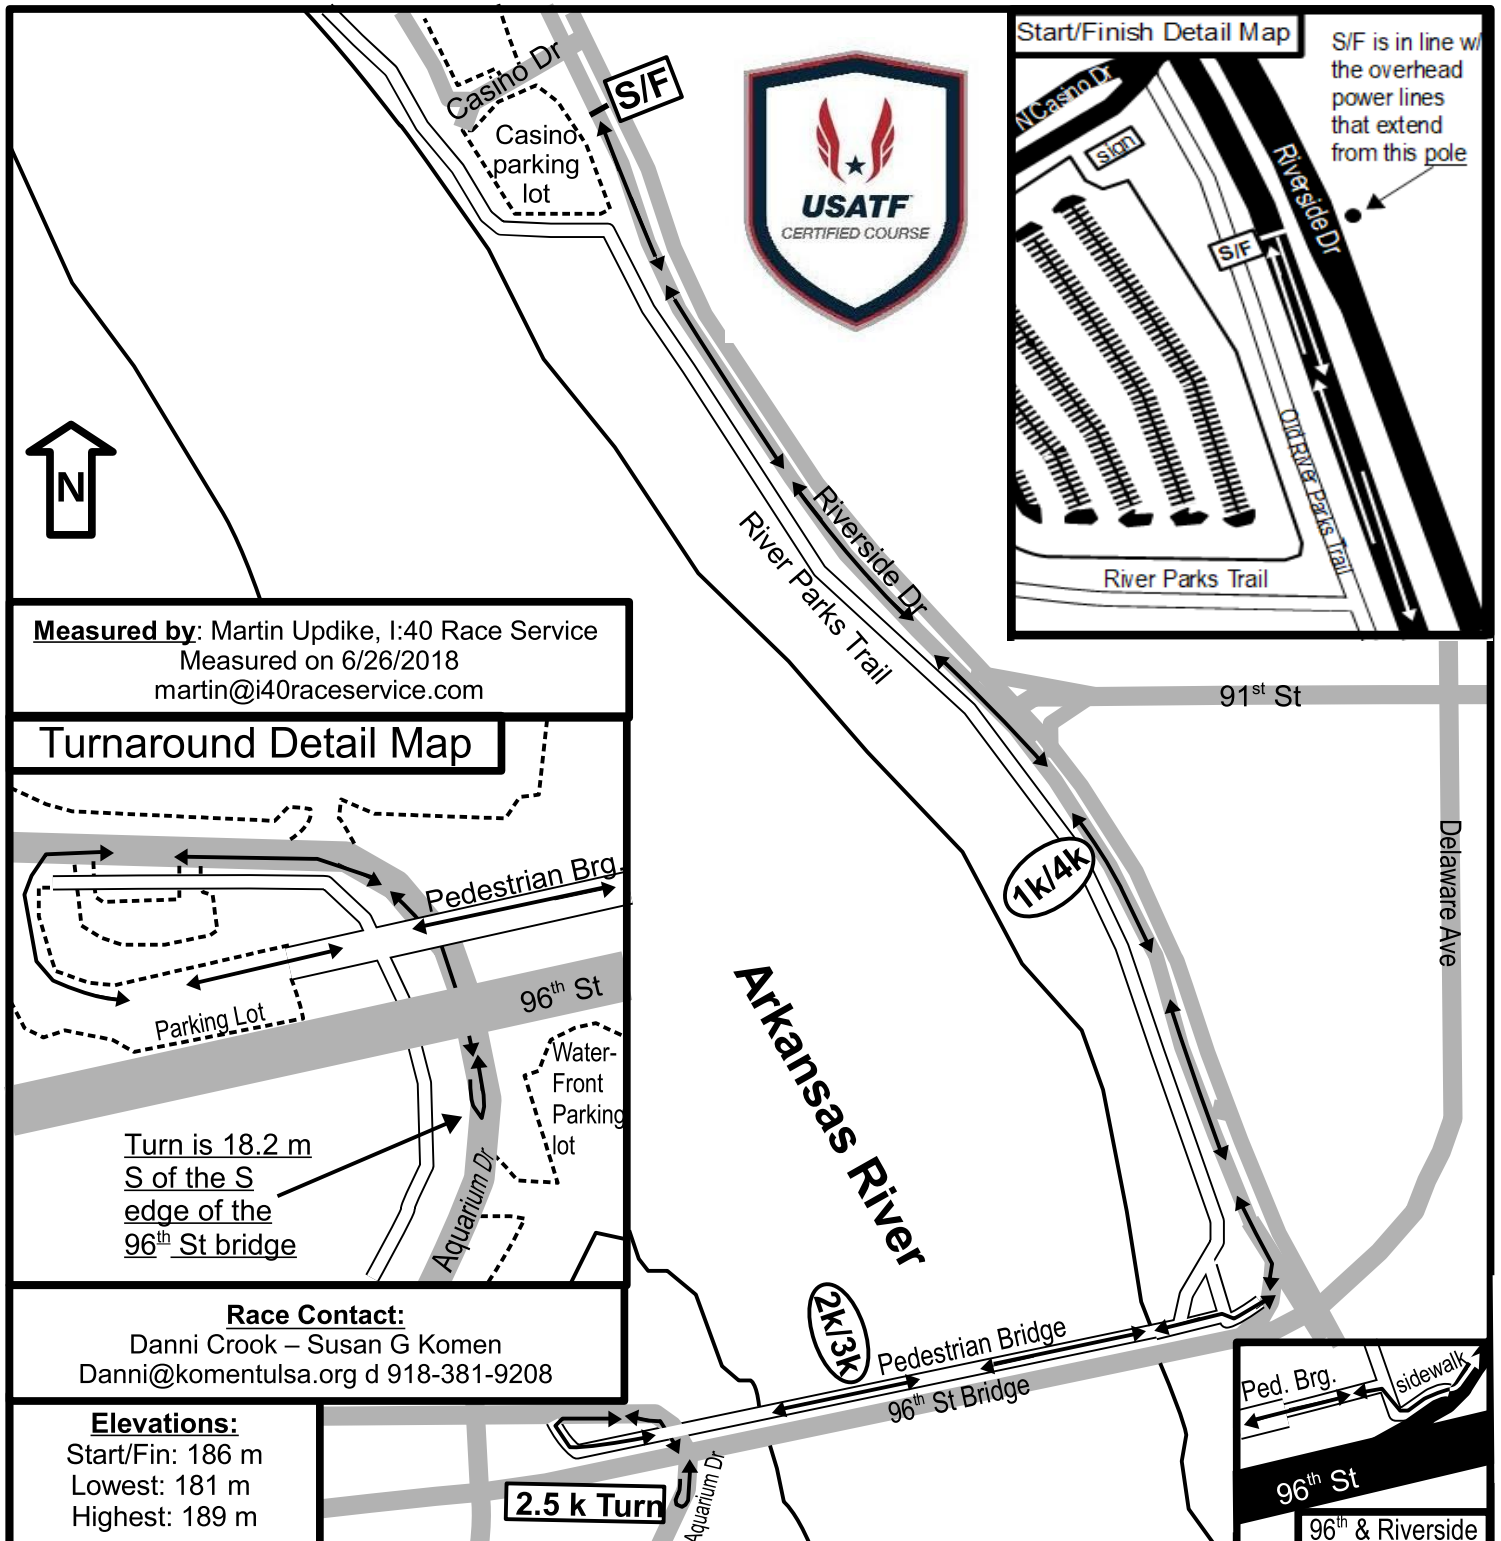 Casino Dr
S/F
Casino
parking
lot
USATF
CERTIFIED COURSE
Start/Finish Detail Map
S/F is in line w/
the overhead
power lines
that extend
from this pole
N Casino Dr
sign
Riverside Dr
S/F
Old River Parks Trail
River Parks Trail
N
Riverside Dr
River Parks Trail
Measured by: Martin Updike, I:40 Race Service
Measured on 6/26/2018
martin@i40raceservice.com
91st St
Delaware Ave
Turnaround Detail Map
Pedestrian Brg.
96th St
Parking Lot
Water-
Front
Parking
lot
Turn is 18.2 m
S of the S
edge of the
96th St bridge
Aquarium Dr
1k/4k
Arkansas River
2k/3k
Pedestrian Bridge
96th St Bridge
Race Contact:
Danni Crook – Susan G Komen
Danni@komentulsa.org d 918-381-9208
Elevations:
Start/Fin: 186 m
Lowest: 181 m
Highest: 189 m
2.5 k Turn
Aquarium Dr
Ped. Brg.
sidewalk
96th St
96th & Riverside